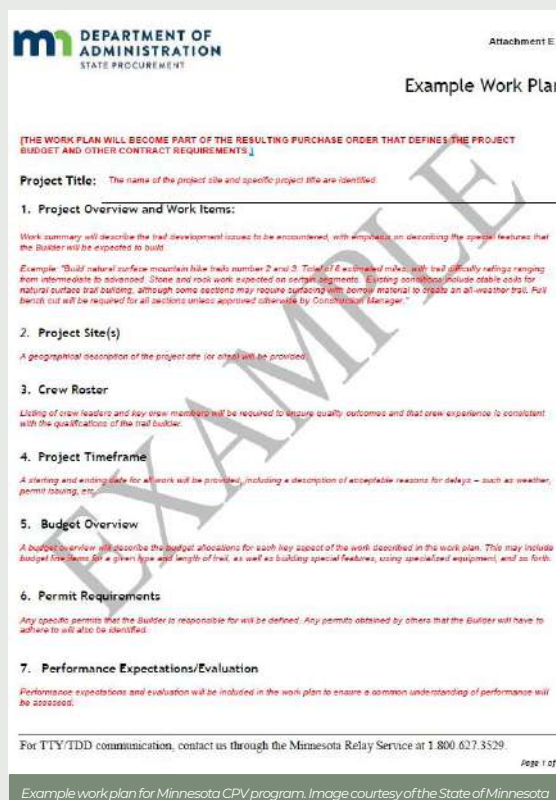 mn DEPARTMENT OF
ADMINISTRATION
STATE PROCUREMENT
Attachment E
Example Work Plan
[THE WORK PLAN WILL BECOME PART OF THE RESULTING PURCHASE ORDER THAT DEFINES THE PROJECT
BUDGET AND OTHER CONTRACT REQUIREMENTS.]
Project Title: The name of the project site and specific project title are identified.
1. Project Overview and Work Items:
Work summary will describe the trail development issues to be encountered, with emphasis on describing the special features that
the Builder will be expected to build.
Example: "Build natural surface mountain bike trails number 2 and 3. Total of 6 estimated miles, with trail difficulty ratings ranging
from intermediate to advanced. Stone and rock work expected on certain segments. Existing conditions include stable soils for
natural surface trail building, although some sections may require surfacing with borrow material to create an all-weather trail. Full
bench cut will be required for all sections unless approved otherwise by Construction Manager."
2. Project Site(s)
A geographical description of the project site (or sites) will be provided.
3. Crew Roster
Listing of crew leaders and key crew members will be required to ensure quality outcomes and that crew experience is consistent
with the qualifications of the trail builder.
4. Project Timeframe
A starting and ending date for all work will be provided, including a description of acceptable reasons for delays – such as weather,
permit issuing, etc.
5. Budget Overview
A budget overview will describe the budget allocations for each key aspect of the work described in the work plan. This may include
budget line items for a given type and length of trail, as well as building special features, using specialized equipment, and so forth.
6. Permit Requirements
Any specific permits that the Builder is responsible for will be defined. Any permits obtained by others that the Builder will have to
adhere to will also be identified.
7. Performance Expectations/Evaluation
Performance expectations and evaluation will be included in the work plan to ensure a common understanding of performance will
be assessed.
EXAMPLE
For TTY/TDD communication, contact us through the Minnesota Relay Service at 1.800.627.3529.
Page 1 of
Example work plan for Minnesota CPV program. Image courtesy of the State of Minnesota